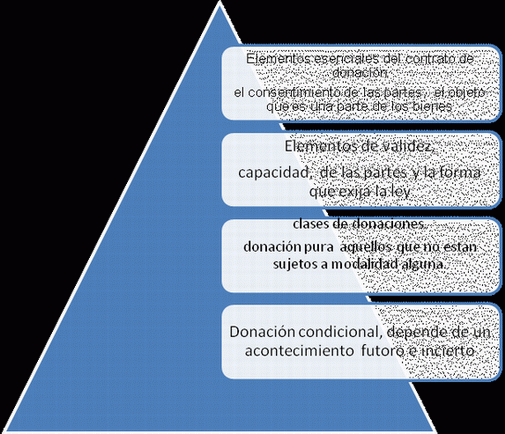 Elementos esenciales del contrato de
donación,
el consentimiento de las partes, el objeto
que es una parte de los bienes
Elementos de validez,
capacidad, de las partes y la forma
que exija la ley
clases de donaciones.
donación pura aquellos que no estan
sujetos a modalidad alguna.
Donación condicional, depende de un
acontecimiento futoro e incierto